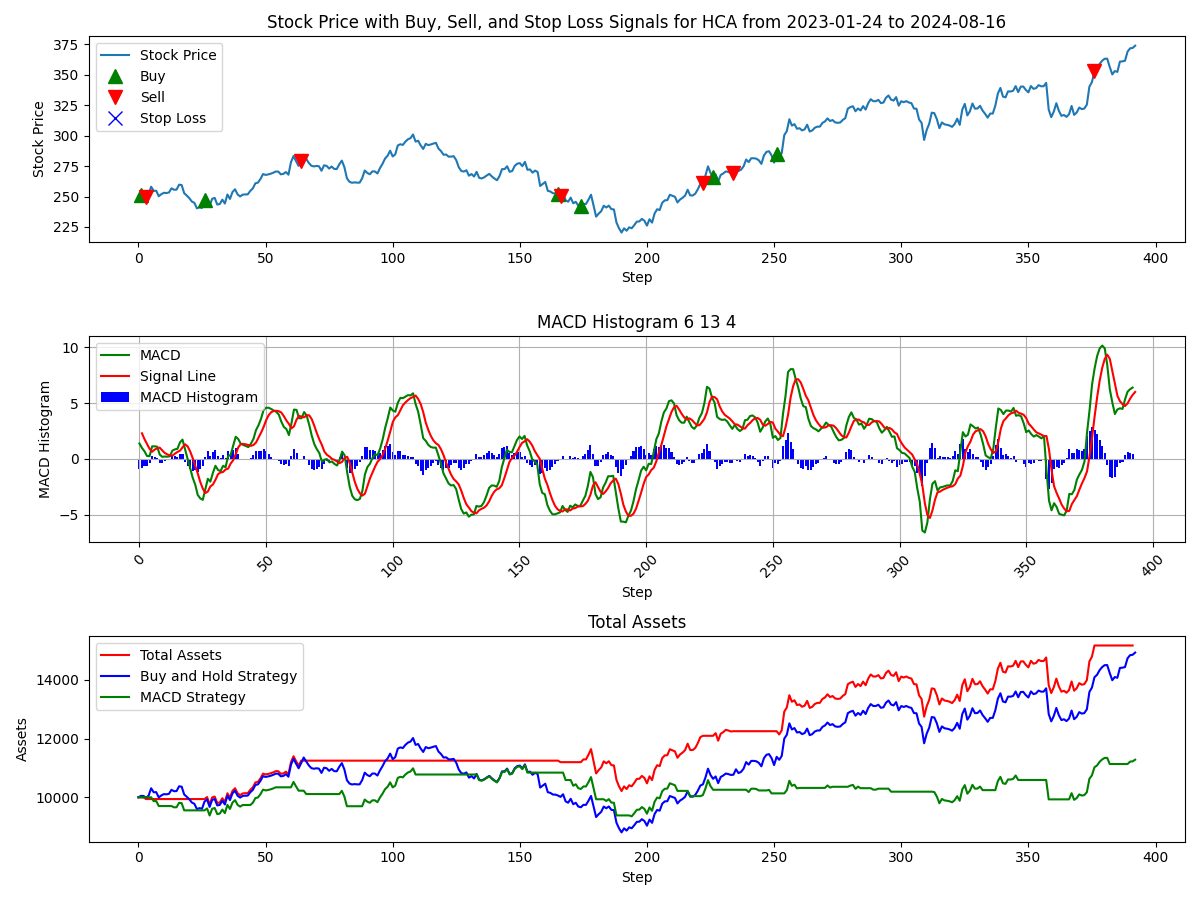 Stock Price with Buy, Sell, and Stop Loss Signals for HCA from 2023-01-24 to 2024-08-16
Stock Price
375
350
325
300
275
250
225
Stock Price
Buy
Sell
Stop Loss
0 50 100 150 200 250 300 350 400
Step
MACD Histogram 6 13 4
MACD Histogram
10
5
0
−5
MACD
Signal Line
MACD Histogram
0 50 100 150 200 250 300 350 400
Step
Total Assets
Assets
14000
12000
10000
Total Assets
Buy and Hold Strategy
MACD Strategy
0 50 100 150 200 250 300 350 400
Step